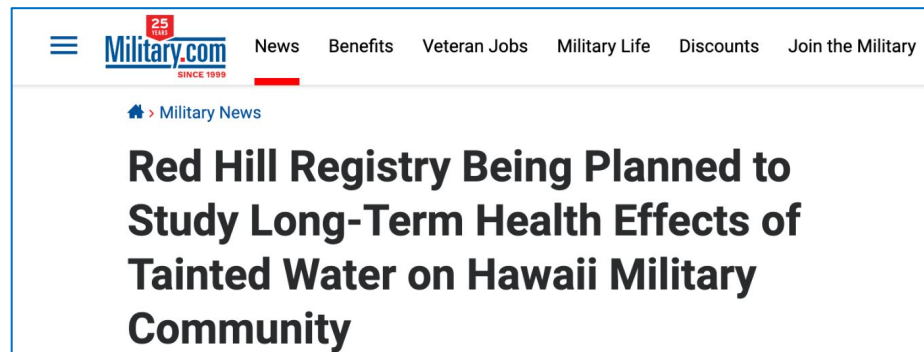 25
YEARS
Military.com
SINCE 1999
News Benefits Veteran Jobs Military Life Discounts Join the Military
> Military News
Red Hill Registry Being Planned to
Study Long-Term Health Effects of
Tainted Water on Hawaii Military
Community